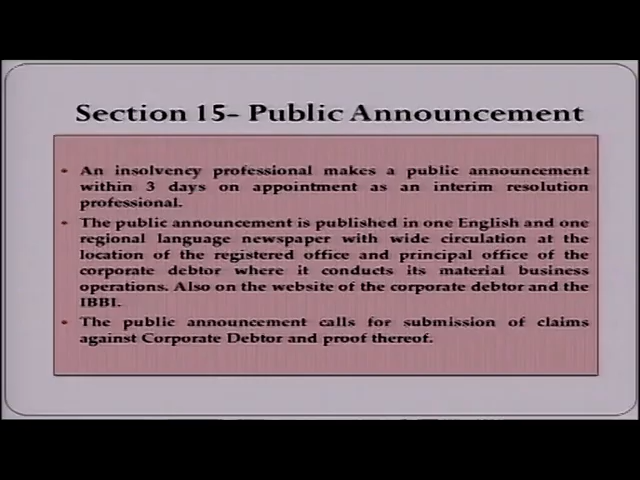 Section 15- Public Announcement
• An insolvency professional makes a public announcement
within 3 days on appointment as an interim resolution
professional.
• The public announcement is published in one English and one
regional language newspaper with wide circulation at the
location of the registered office and principal office of the
corporate debtor where it conducts its material business
operations. Also on the website of the corporate debtor and the
IBBI.
• The public announcement calls for submission of claims
against Corporate Debtor and proof thereof.